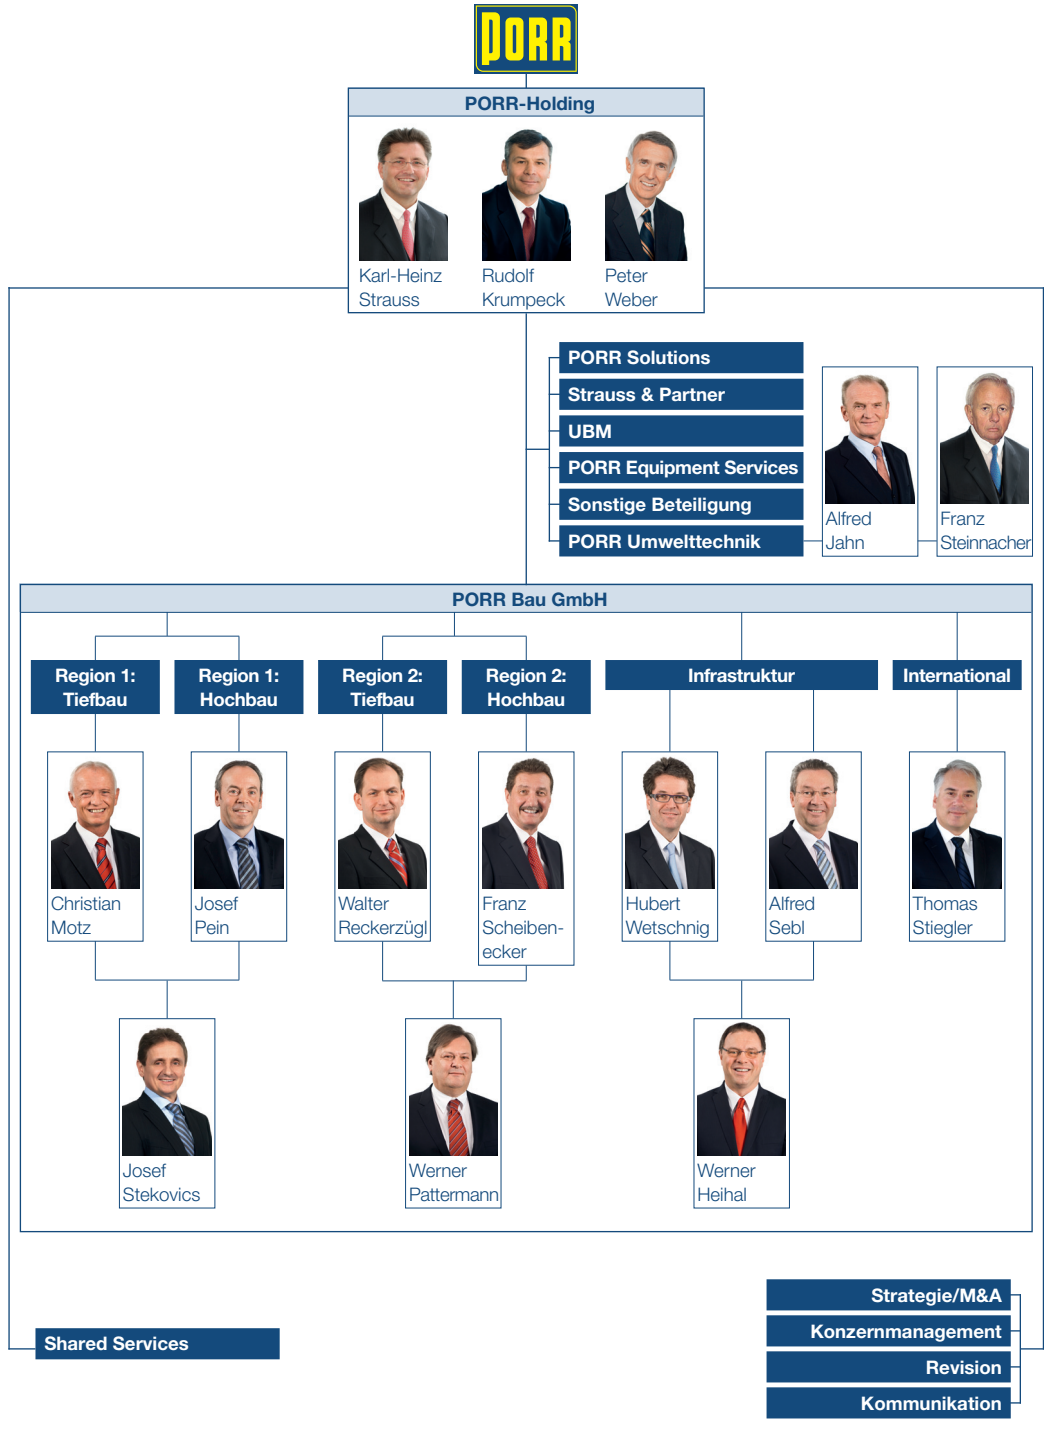 PORR
PORR-Holding
Karl-Heinz
Strauss
Rudolf
Krumpeck
Peter
Weber
PORR Solutions
Strauss & Partner
UBM
PORR Equipment Services
Sonstige Beteiligung
PORR Umwelttechnik
Alfred
Jahn
Franz
Steinnacher
PORR Bau GmbH
Region 1:
Tiefbau
Region 1:
Hochbau
Region 2:
Tiefbau
Region 2:
Hochbau
Infrastruktur
International
Christian
Motz
Josef
Pein
Walter
Reckerzügl
Franz
Scheiben-
ecker
Hubert
Wetschnig
Alfred
Sebl
Thomas
Stiegler
Josef
Stekovics
Werner
Pattermann
Werner
Heihal
Shared Services
Strategie/M&A
Konzernmanagement
Revision
Kommunikation